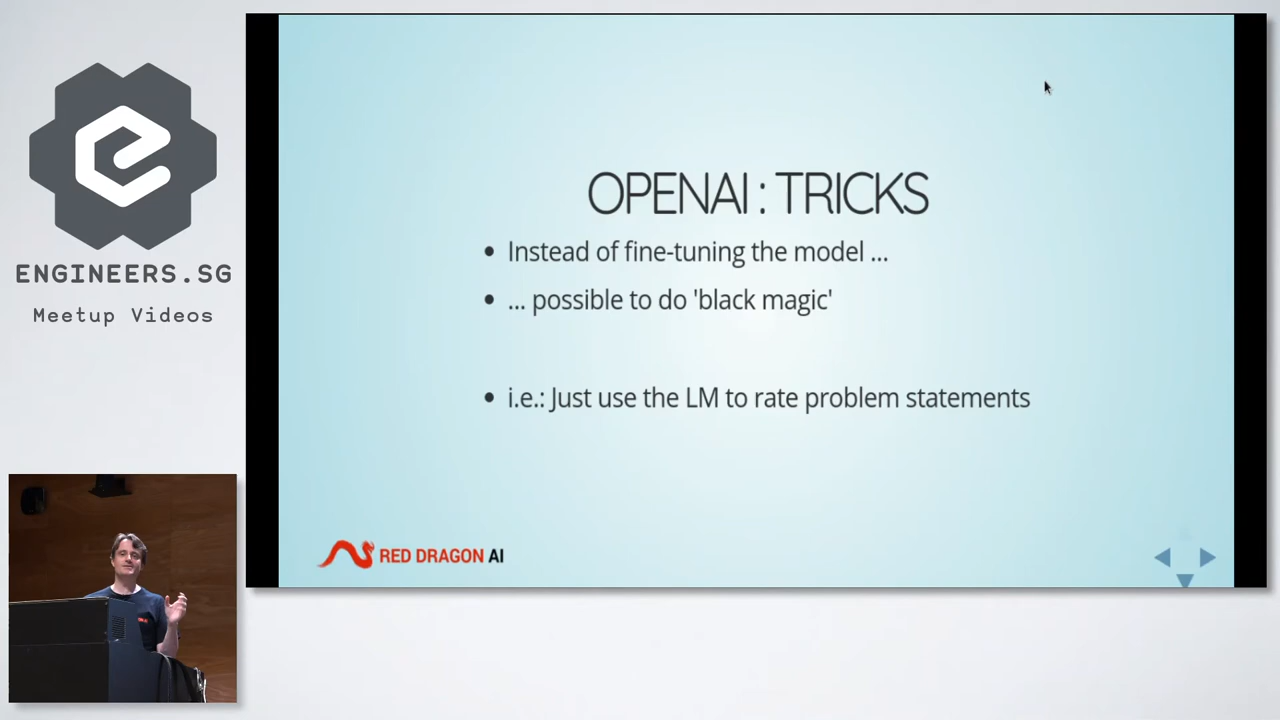 ENGINEERS.SG
Meetup Videos
OPENAI : TRICKS
• Instead of fine-tuning the model ...
• ... possible to do 'black magic'
• i.e.: Just use the LM to rate problem statements
RED DRAGON AI